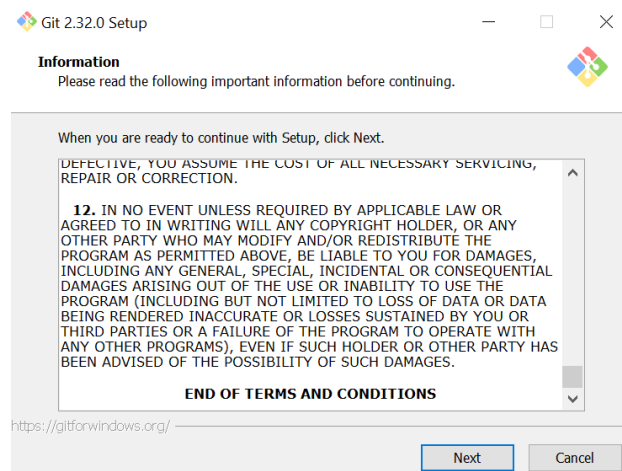 Git 2.32.0 Setup
Information
Please read the following important information before continuing.
When you are ready to continue with Setup, click Next.
DEFECTIVE, YOU ASSUME THE COST OF ALL NECESSARY SERVICING,
REPAIR OR CORRECTION.
12. IN NO EVENT UNLESS REQUIRED BY APPLICABLE LAW OR
AGREED TO IN WRITING WILL ANY COPYRIGHT HOLDER, OR ANY
OTHER PARTY WHO MAY MODIFY AND/OR REDISTRIBUTE THE
PROGRAM AS PERMITTED ABOVE, BE LIABLE TO YOU FOR DAMAGES,
INCLUDING ANY GENERAL, SPECIAL, INCIDENTAL OR CONSEQUENTIAL
DAMAGES ARISING OUT OF THE USE OR INABILITY TO USE THE
PROGRAM (INCLUDING BUT NOT LIMITED TO LOSS OF DATA OR DATA
BEING RENDERED INACCURATE OR LOSSES SUSTAINED BY YOU OR
THIRD PARTIES OR A FAILURE OF THE PROGRAM TO OPERATE WITH
ANY OTHER PROGRAMS), EVEN IF SUCH HOLDER OR OTHER PARTY HAS
BEEN ADVISED OF THE POSSIBILITY OF SUCH DAMAGES.
END OF TERMS AND CONDITIONS
https://gitforwindows.org/
Next
Cancel